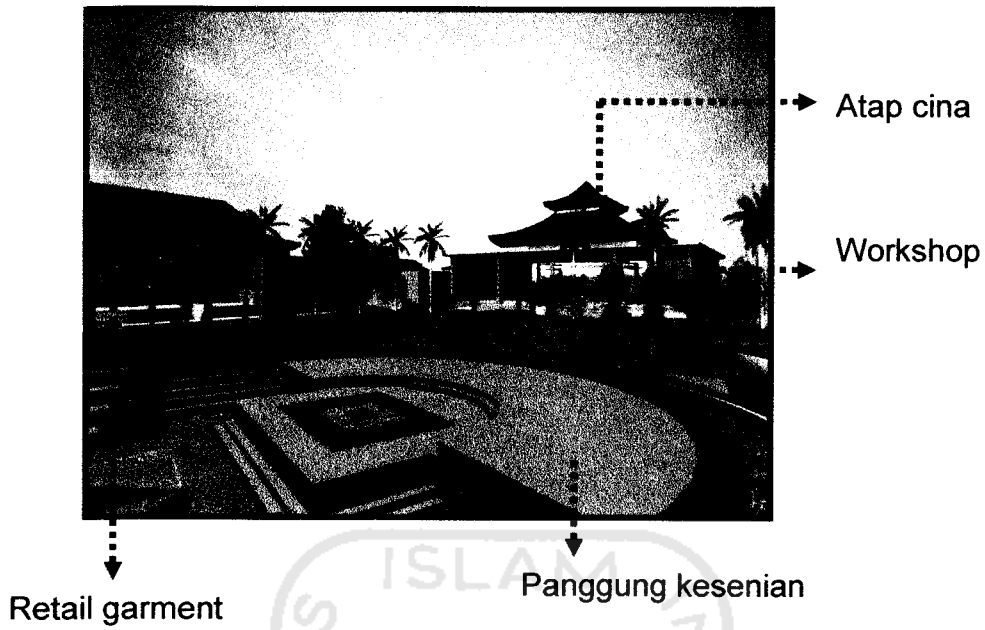 Atap cina
Workshop
Panggung kesenian
Retail garment
ISLAM